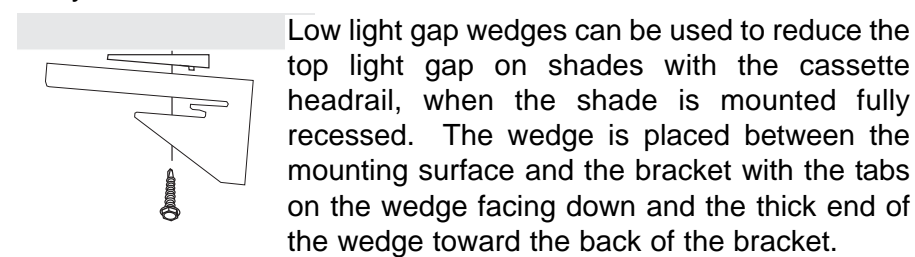 Low light gap wedges can be used to reduce the
top light gap on shades with the cassette
headrail, when the shade is mounted fully
recessed. The wedge is placed between the
mounting surface and the bracket with the tabs
on the wedge facing down and the thick end of
the wedge toward the back of the bracket.